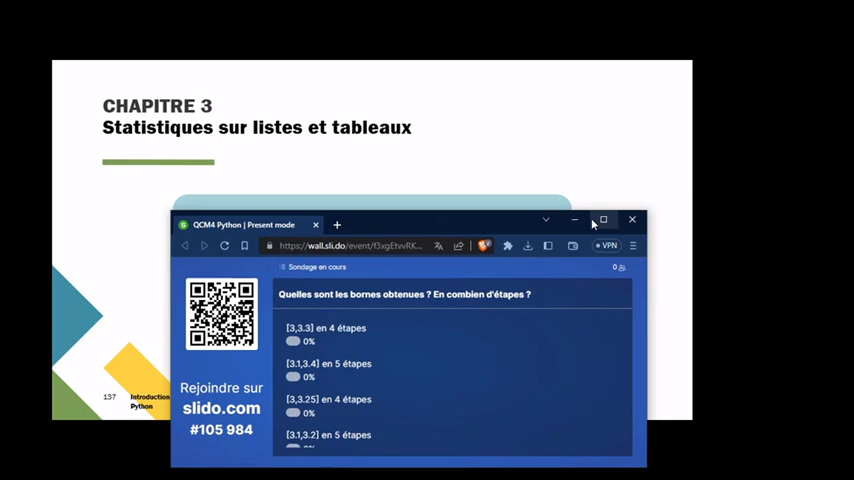 CHAPITRE 3
Statistiques sur listes et tableaux
QCM4 Python | Present mode
https://wall.sli.do/event/f3xgEtvvRK...
VPN
Sondage en cours
0
Quelles sont les bornes obtenues ? En combien d'étapes ?
[3,3.3] en 4 étapes
0%
[3.1,3.4] en 5 étapes
0%
[3,3.25] en 4 étapes
0%
[3.1,3.2] en 5 étapes
0%
Rejoindre sur
slido.com
#105 984
137
Introduction
Python